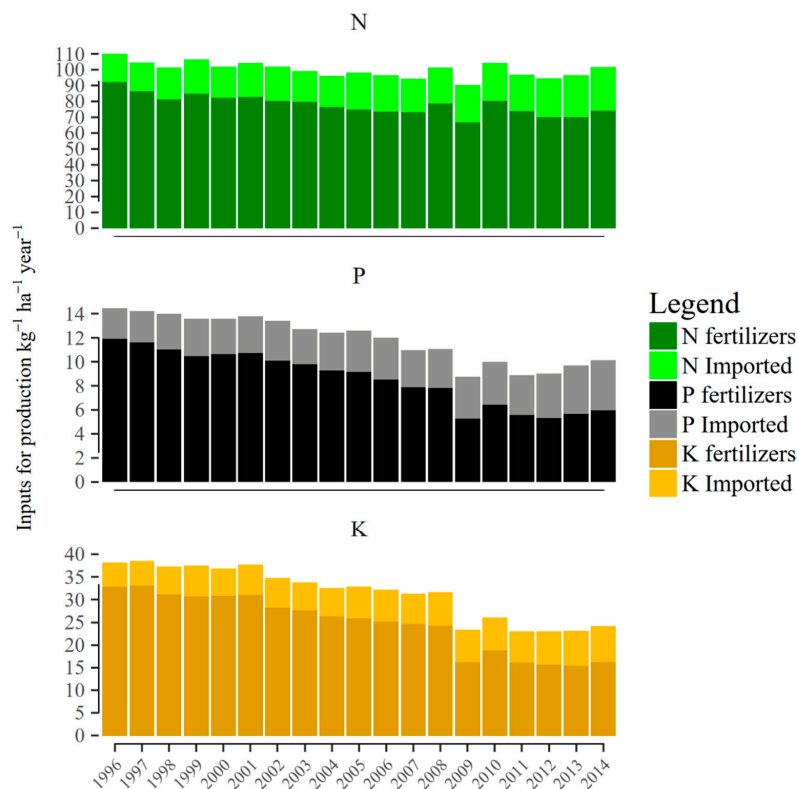 N
110
100
90
80
70
60
50
40
30
20
10
0
P
14
12
10
8
6
4
2
0
K
40
35
30
25
20
15
10
5
0
Inputs for production kg⁻¹ ha⁻¹ year⁻¹
1996 1997 1998 1999 2000 2001 2002 2003 2004 2005 2006 2007 2008 2009 2010 2011 2012 2013 2014
Legend
N fertilizers
N Imported
P fertilizers
P Imported
K fertilizers
K Imported